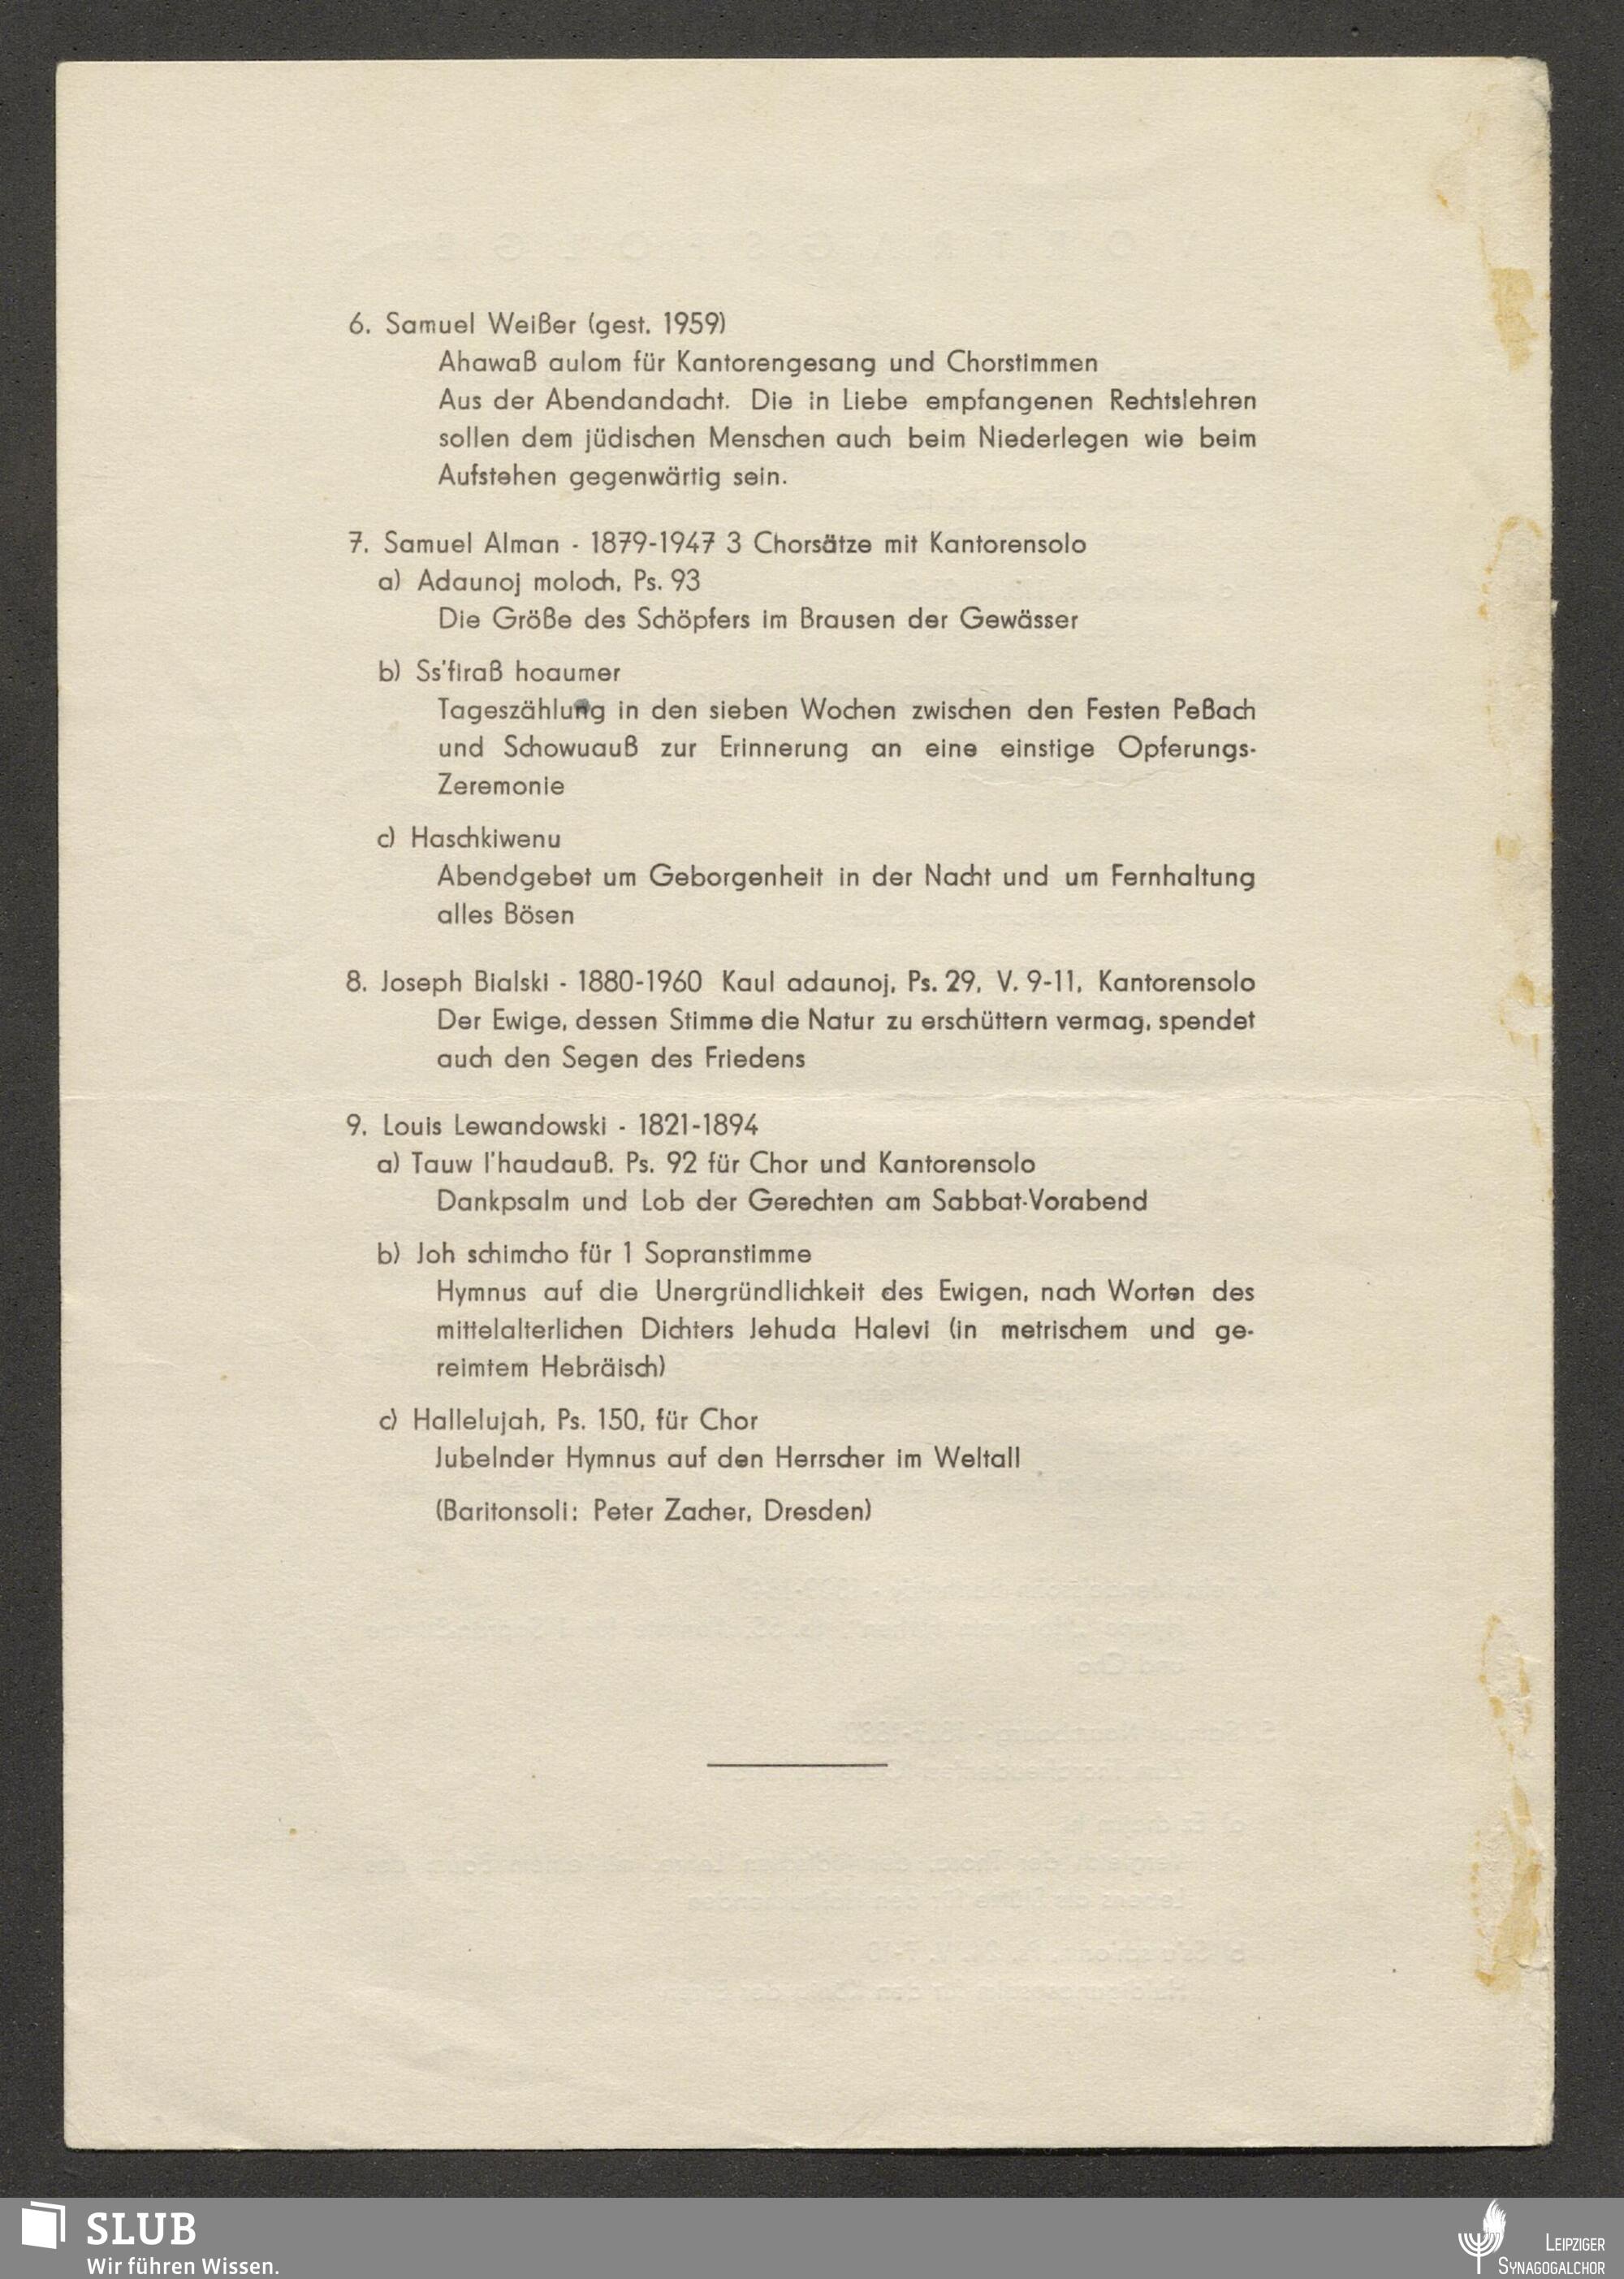 6. Samuel Weißer (gest. 1959)
Ahawaß aulom für Kantorengesang und Chorstimmen
Aus der Abendandacht. Die in Liebe empfangenen Rechtslehren
sollen dem jüdischen Menschen auch beim Niederlegen wie beim
Aufstehen gegenwärtig sein.
7. Samuel Alman - 1879-1947 3 Chorsätze mit Kantorensolo
a) Adaunoj moloch, Ps. 93
Die Größe des Schöpfers im Brausen der Gewässer
b) Ss'firaß hoaumer
Tageszählung in den sieben Wochen zwischen den Festen Peßach
und Schowuauß zur Erinnerung an eine einstige Opferungs-
Zeremonie
c) Haschkiwenu
Abendgebet um Geborgenheit in der Nacht und um Fernhaltung
alles Bösen
8. Joseph Bialski - 1880-1960 Kaul adaunoj, Ps. 29, V. 9-11, Kantorensolo
Der Ewige, dessen Stimme die Natur zu erschüttern vermag, spendet
auch den Segen des Friedens
9. Louis Lewandowski - 1821-1894
a) Tauw l'haudauß. Ps. 92 für Chor und Kantorensolo
Dankpsalm und Lob der Gerechten am Sabbat-Vorabend
b) Joh schimcho für 1 Sopranstimme
Hymnus auf die Unergründlichkeit des Ewigen, nach Worten des
mittelalterlichen Dichters Jehuda Halevi (in metrischem und ge-
reimtem Hebräisch)
c) Hallelujah, Ps. 150, für Chor
Jubelnder Hymnus auf den Herrscher im Weltall
(Baritonsoli: Peter Zacher, Dresden)
SLUB
Wir führen Wissen.
LEIPZIGER
SYNAGOGALCHOR